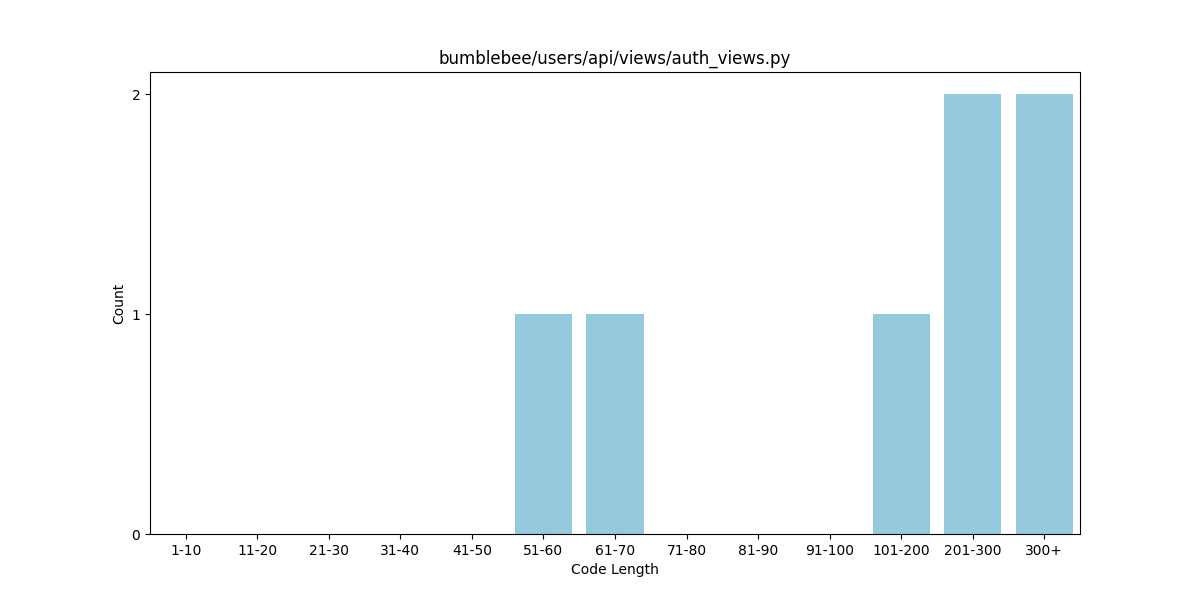 bumblebee/users/api/views/auth_views.py
2
1
0
Count
1-10 11-20 21-30 31-40 41-50 51-60 61-70 71-80 81-90 91-100 101-200 201-300 300+
Code Length